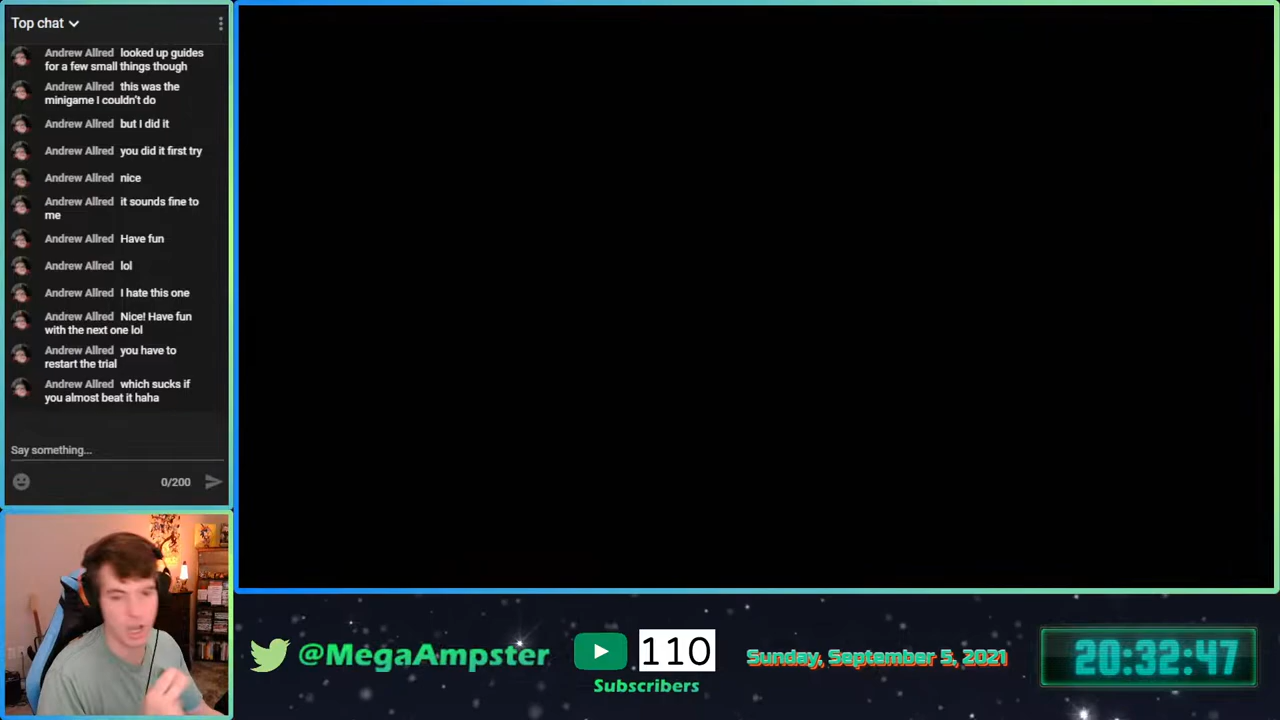 Top chat
Andrew Allred looked up guides
for a few small things though
Andrew Allred this was the
minigame I couldn't do
Andrew Allred but I did it
Andrew Allred you did it first try
Andrew Allred nice
Andrew Allred it sounds fine to
me
Andrew Allred Have fun
Andrew Allred lol
Andrew Allred I hate this one
Andrew Allred Nice! Have fun
with the next one lol
Andrew Allred you have to
restart the trial
Andrew Allred which sucks if
you almost beat it haha
Say something...
0/200
@MegaAmpster
110
Subscribers
Sunday, September 5, 2021
20:32:47